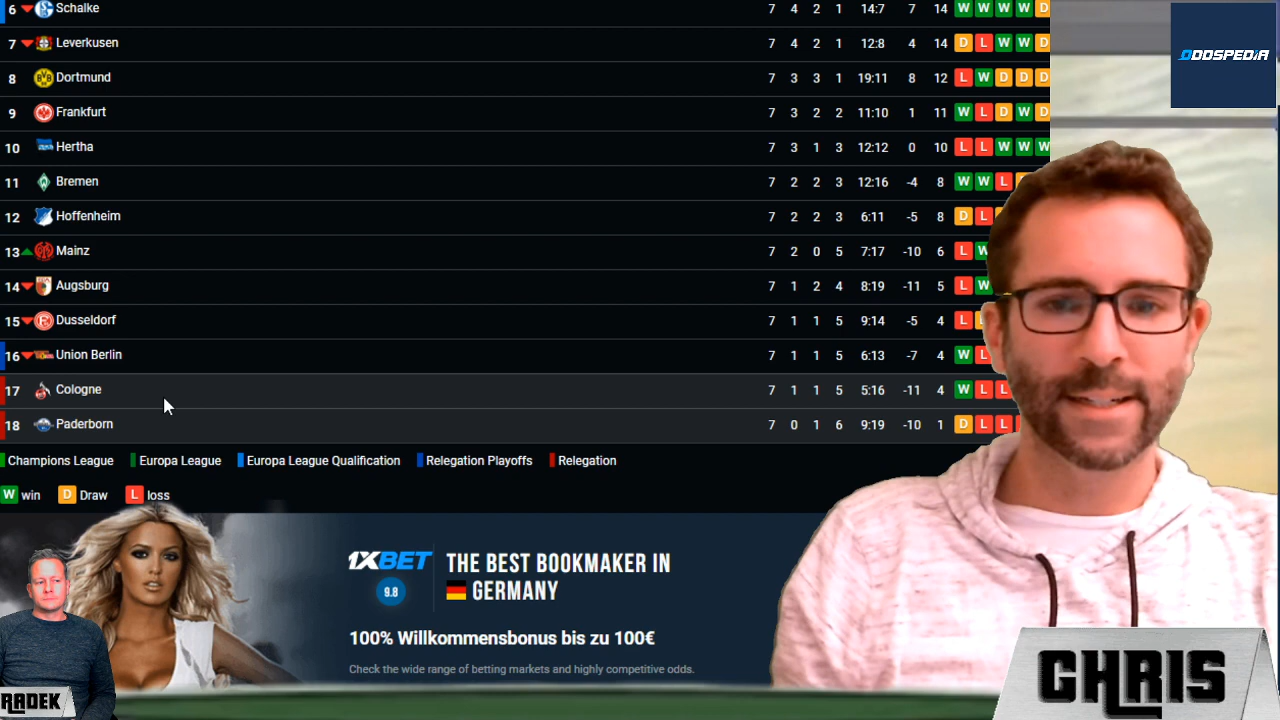 6 Schalke 7 4 2 1 14:7 7 14 W W W W D
7 Leverkusen 7 4 2 1 12:8 4 14 D L W W D
8 BVB 09 Dortmund 7 3 3 1 19:11 8 12 L W D D D
9 Frankfurt 7 3 2 2 11:10 1 11 W L D W D
10 Hertha 7 3 1 3 12:12 0 10 L L W W W
11 Bremen 7 2 2 3 12:16 -4 8 W W L
12 Hoffenheim 7 2 2 3 6:11 -5 8 D L
13 Mainz 7 2 0 5 7:17 -10 6 L W
14 Augsburg 7 1 2 4 8:19 -11 5 L W
15 Dusseldorf 7 1 1 5 9:14 -5 4 L
16 Union Berlin 7 1 1 5 6:13 -7 4 W L
17 Cologne 7 1 1 5 5:16 -11 4 W L L
18 Paderborn 7 0 1 6 9:19 -10 1 D L L
Champions League Europa League Europa League Qualification Relegation Playoffs Relegation
W win D Draw L loss
ODDSPEDIA
1XBET
9.8
THE BEST BOOKMAKER IN
GERMANY
100% Willkommensbonus bis zu 100€
Check the wide range of betting markets and highly competitive odds.
RADEK
CHRIS